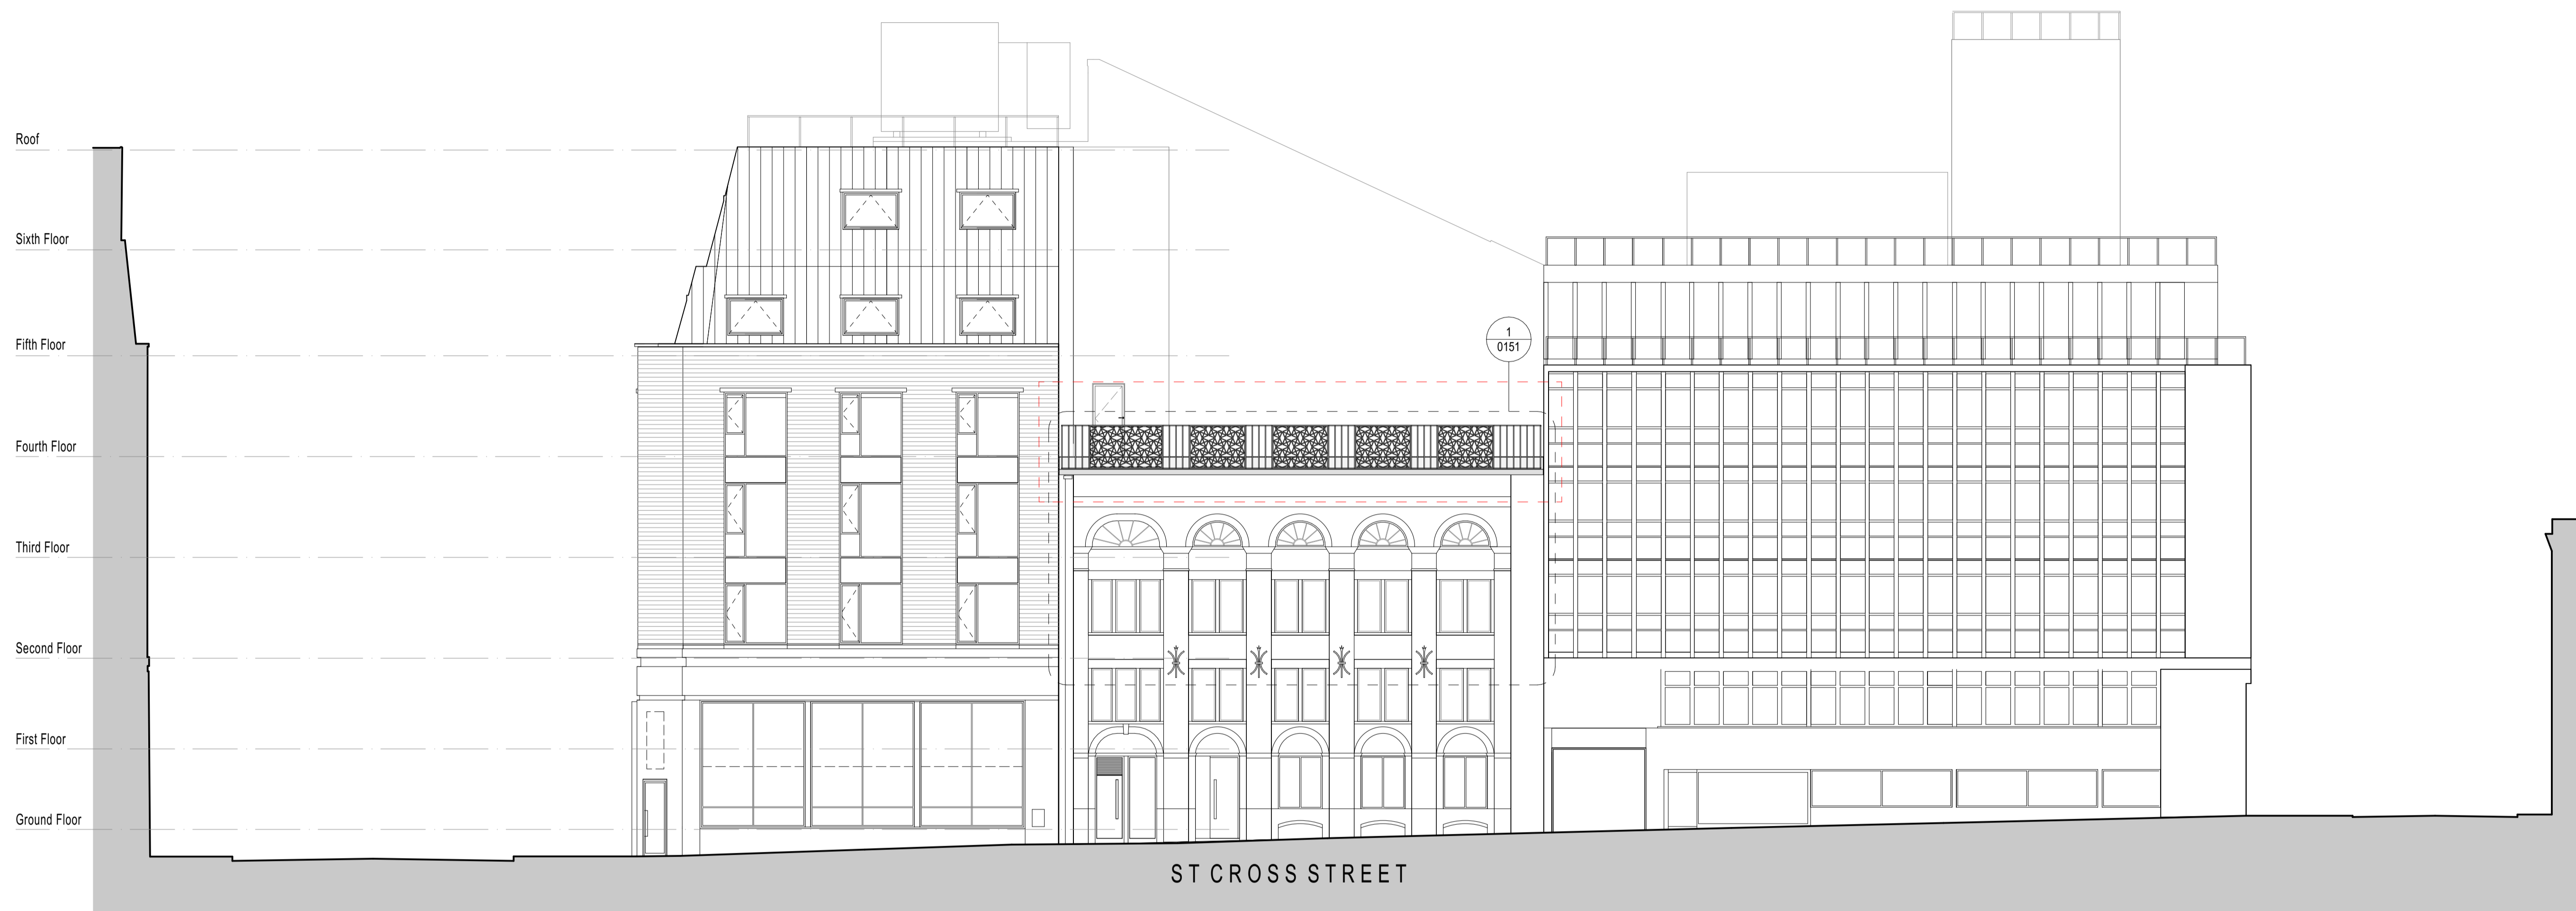 Roof
Sixth Floor
Fifth Floor
1
0151
Fourth Floor
Third Floor
Second Floor
First Floor
Ground Floor
ST CROSS STREET